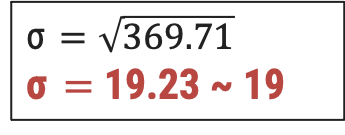 σ = √369.71
σ = 19.23 ~ 19